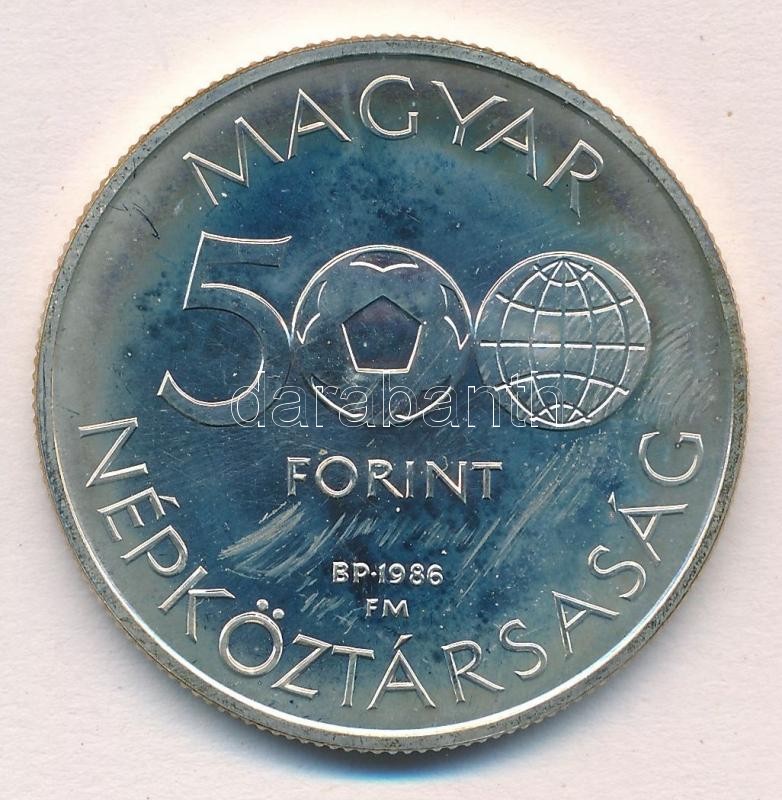 MAGYAR
500
darabanth
FORINT
BP·1986
FM
NÉPKÖZTÁRSASÁG